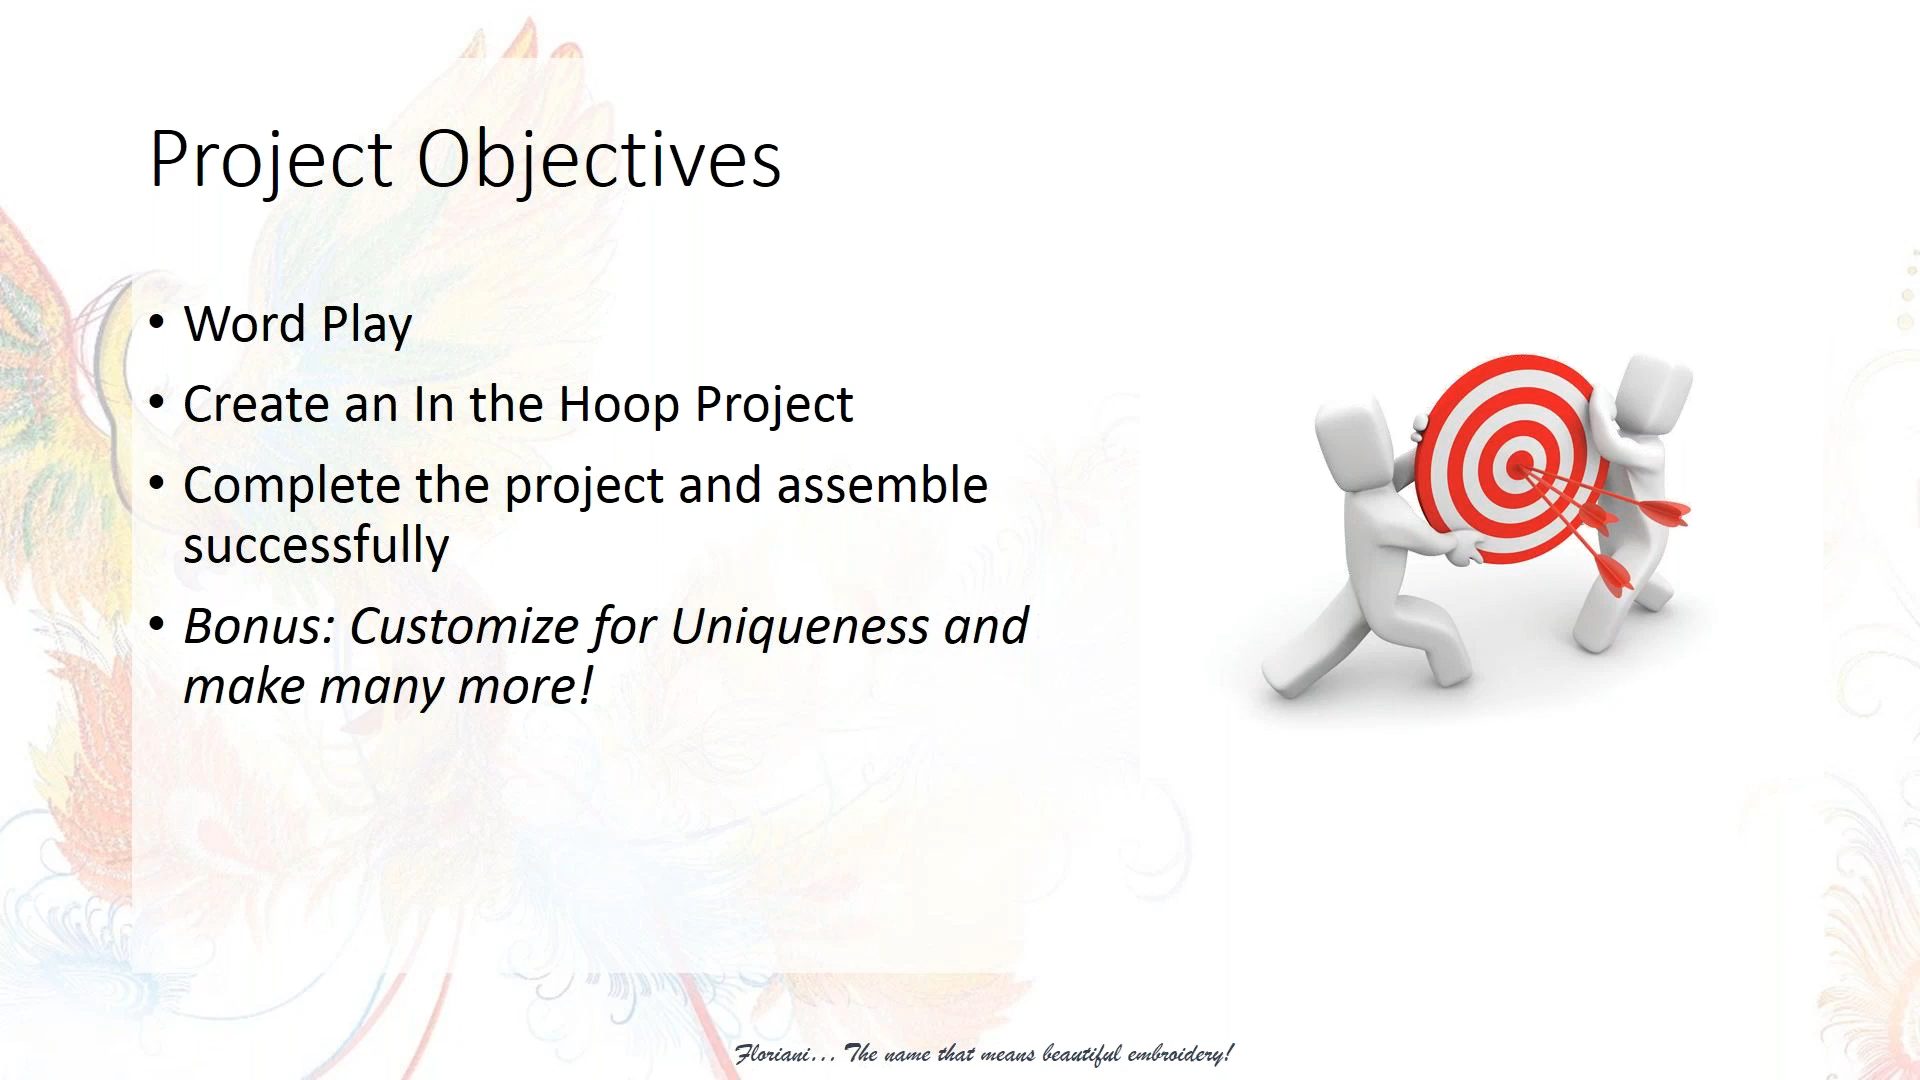 Project Objectives
• Word Play
• Create an In the Hoop Project
• Complete the project and assemble
successfully
• Bonus: Customize for Uniqueness and
make many more!
Floriani... The name that means beautiful embroidery!